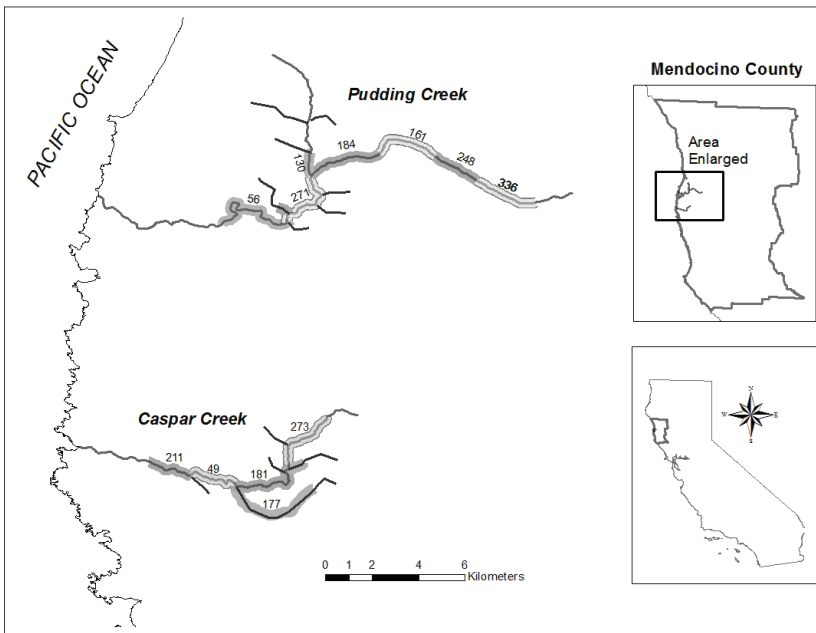 PACIFIC OCEAN
Pudding Creek
184
161
248
336
130
271
56
Caspar Creek
273
211
49
181
177
0 1 2 4 6
Kilometers
Mendocino County
Area
Enlarged
N
W E
S